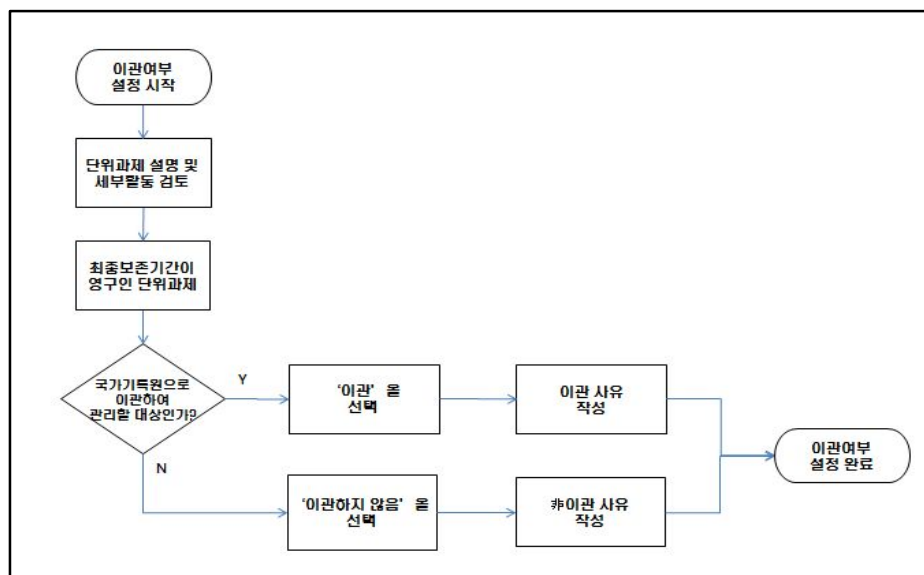 이관여부
설정 시작
단위과제 설명 및
세부활동 검토
최종보존기간이
영구인 단위과제
국가기록원으로
이관하여
관리할 대상인가?
Y
‘이관’ 을
선택
이관 사유
작성
N
‘이관하지 않음’ 을
선택
非이관 사유
작성
이관여부
설정 완료